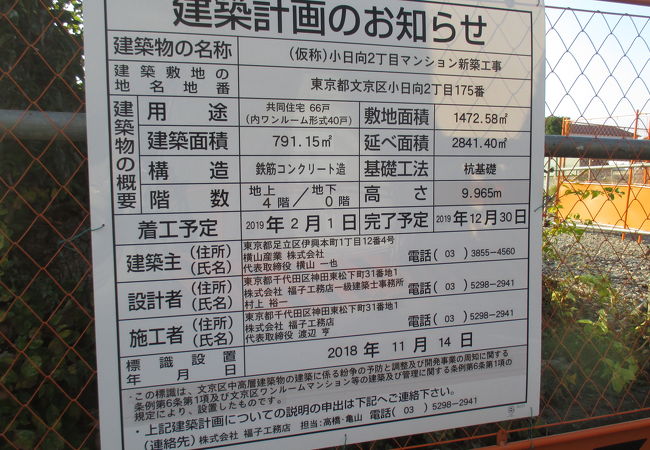 建築計画のお知らせ
建築物の名称 (仮称)小日向2丁目マンション新築工事
建築敷地の地名地番 東京都文京区小日向2丁目175番
建築物の概要
用途 共同住宅 66戸 (内ワンルーム形式40戸) 敷地面積 1472.58㎡
建築面積 791.15㎡ 延べ面積 2841.40㎡
構造 鉄筋コンクリート造 基礎工法 杭基礎
階数 地上4階/地下0階 高さ 9.965m
着工予定 2019年2月1日 完了予定 2019年12月30日
建築主 (住所)(氏名) 東京都足立区伊興本町1丁目12番4号
横山産業 株式会社
代表取締役 横山 一也 電話(03)3855-4560
設計者 (住所)(氏名) 東京都千代田区神田東松下町31番地1
株式会社 福子工務店一級建築士事務所
村上 裕一 電話(03)5298-2941
施工者 (住所)(氏名) 東京都千代田区神田東松下町31番地1
株式会社 福子工務店
代表取締役 渡辺 亨 電話(03)5298-2941
標識設置年月日 2018年11月14日
・この標識は、文京区中高層建築物の建築に係る紛争の予防と調整及び開発事業の周知に関する
条例第6条第1項及び文京区ワンルームマンション等の建築及び管理に関する条例第6条第1項の
規定により、設置したものです。
・上記建築計画についての説明の申出は下記へご連絡下さい。
(連絡先)株式会社 福子工務店 担当:高橋・亀山 電話(03)5298-2941